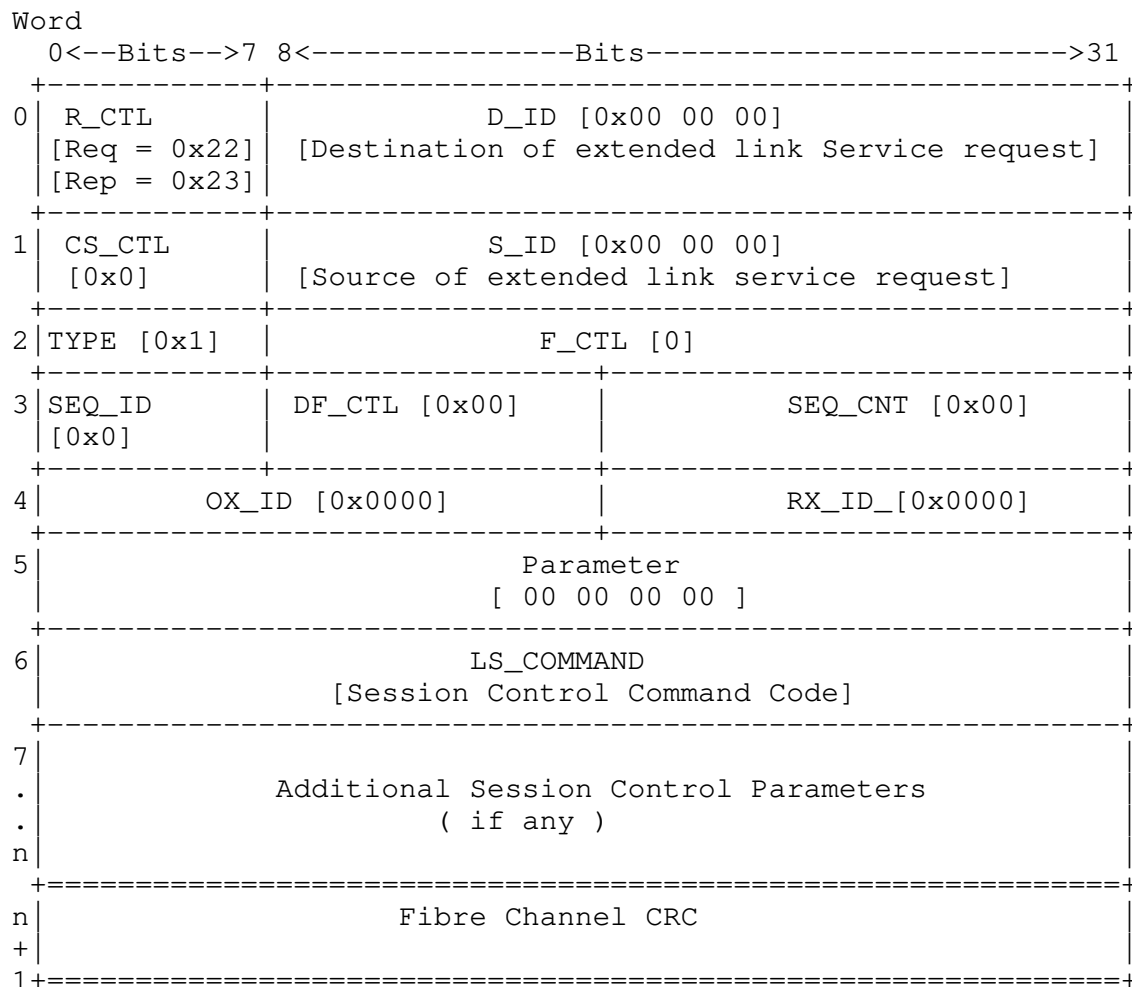 Word
  0<--Bits-->7 8<---------------Bits------------------------>31
 +------------+------------------------------------------------+
0| R_CTL      |            D_ID [0x00 00 00]                   |
 |[Req = 0x22]| [Destination of extended link Service request] |
 |[Rep = 0x23]|                                                |
 +------------+------------------------------------------------+
1| CS_CTL     |            S_ID [0x00 00 00]                   |
 | [0x0]      | [Source of extended link service request]      |
 +------------+------------------------------------------------+
2|TYPE [0x1]  |               F_CTL [0]                        |
 +------------+------------------+-----------------------------+
3|SEQ_ID      | DF_CTL [0x00]    |          SEQ_CNT [0x00]     |
 |[0x0]       |                  |                             |
 +------------+------------------+-----------------------------+
4|         OX_ID [0x0000]        |          RX_ID_[0x0000]     |
 +-------------------------------+-----------------------------+
5|                           Parameter                         |
 |                         [ 00 00 00 00 ]                     |
 +-------------------------------------------------------------+
6|                        LS_COMMAND                           |
 |                [Session Control Command Code]               |
 +-------------------------------------------------------------+
7|                                                             |
.|             Additional Session Control Parameters           |
.|                      ( if any )                             |
n|                                                             |
 +=============================================================+
n|                    Fibre Channel CRC                        |
+|                                                             |
1+=============================================================+